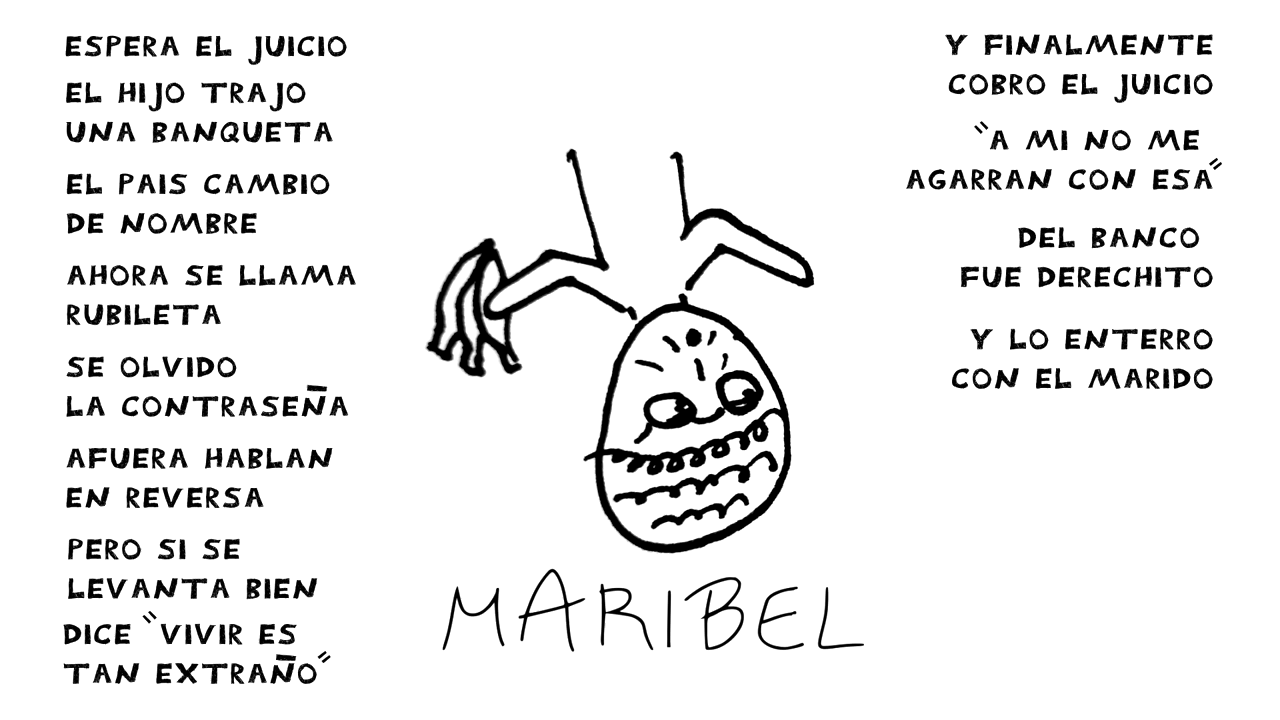 ESPERA EL JUICIO
EL HIJO TRAJO
UNA BANQUETA
EL PAIS CAMBIO
DE NOMBRE
AHORA SE LLAMA
RUBILETA
SE OLVIDO
LA CONTRASEÑA
AFUERA HABLAN
EN REVERSA
PERO SI SE
LEVANTA BIEN
DICE "VIVIR ES
TAN EXTRAÑO"
Y FINALMENTE
COBRO EL JUICIO
"A MI NO ME
AGARRAN CON ESA"
DEL BANCO
FUE DERECHITO
Y LO ENTERRO
CON EL MARIDO
MARIBEL